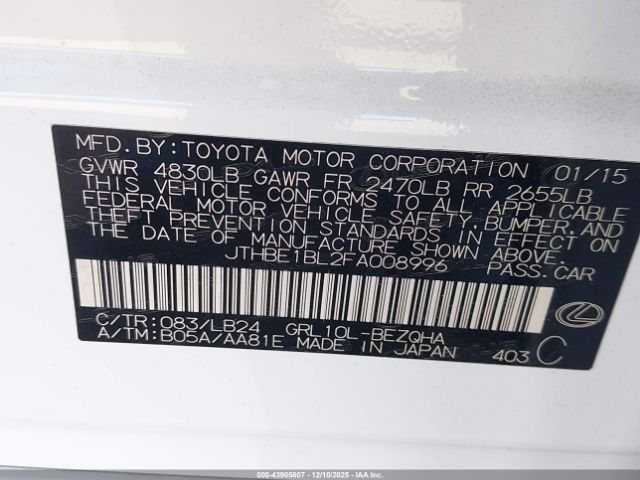 MFD. BY: TOYOTA MOTOR CORPORATION 01/15
GVWR 4830LB GAWR FR 2470LB RR 2655LB
THIS VEHICLE CONFORMS TO ALL APPLICABLE
FEDERAL MOTOR VEHICLE SAFETY, BUMPER, AND
THEFT PREVENTION STANDARDS IN EFFECT ON
THE DATE OF MANUFACTURE SHOWN ABOVE.
JTHBE1BL2FA008996 PASS. CAR
C/TR: 083/LB24 GRL10L-BEZQHA
A/TM: B05A/AA81E MADE IN JAPAN 403 C
000-43905807 - 12/10/2025 - IAAI.COM